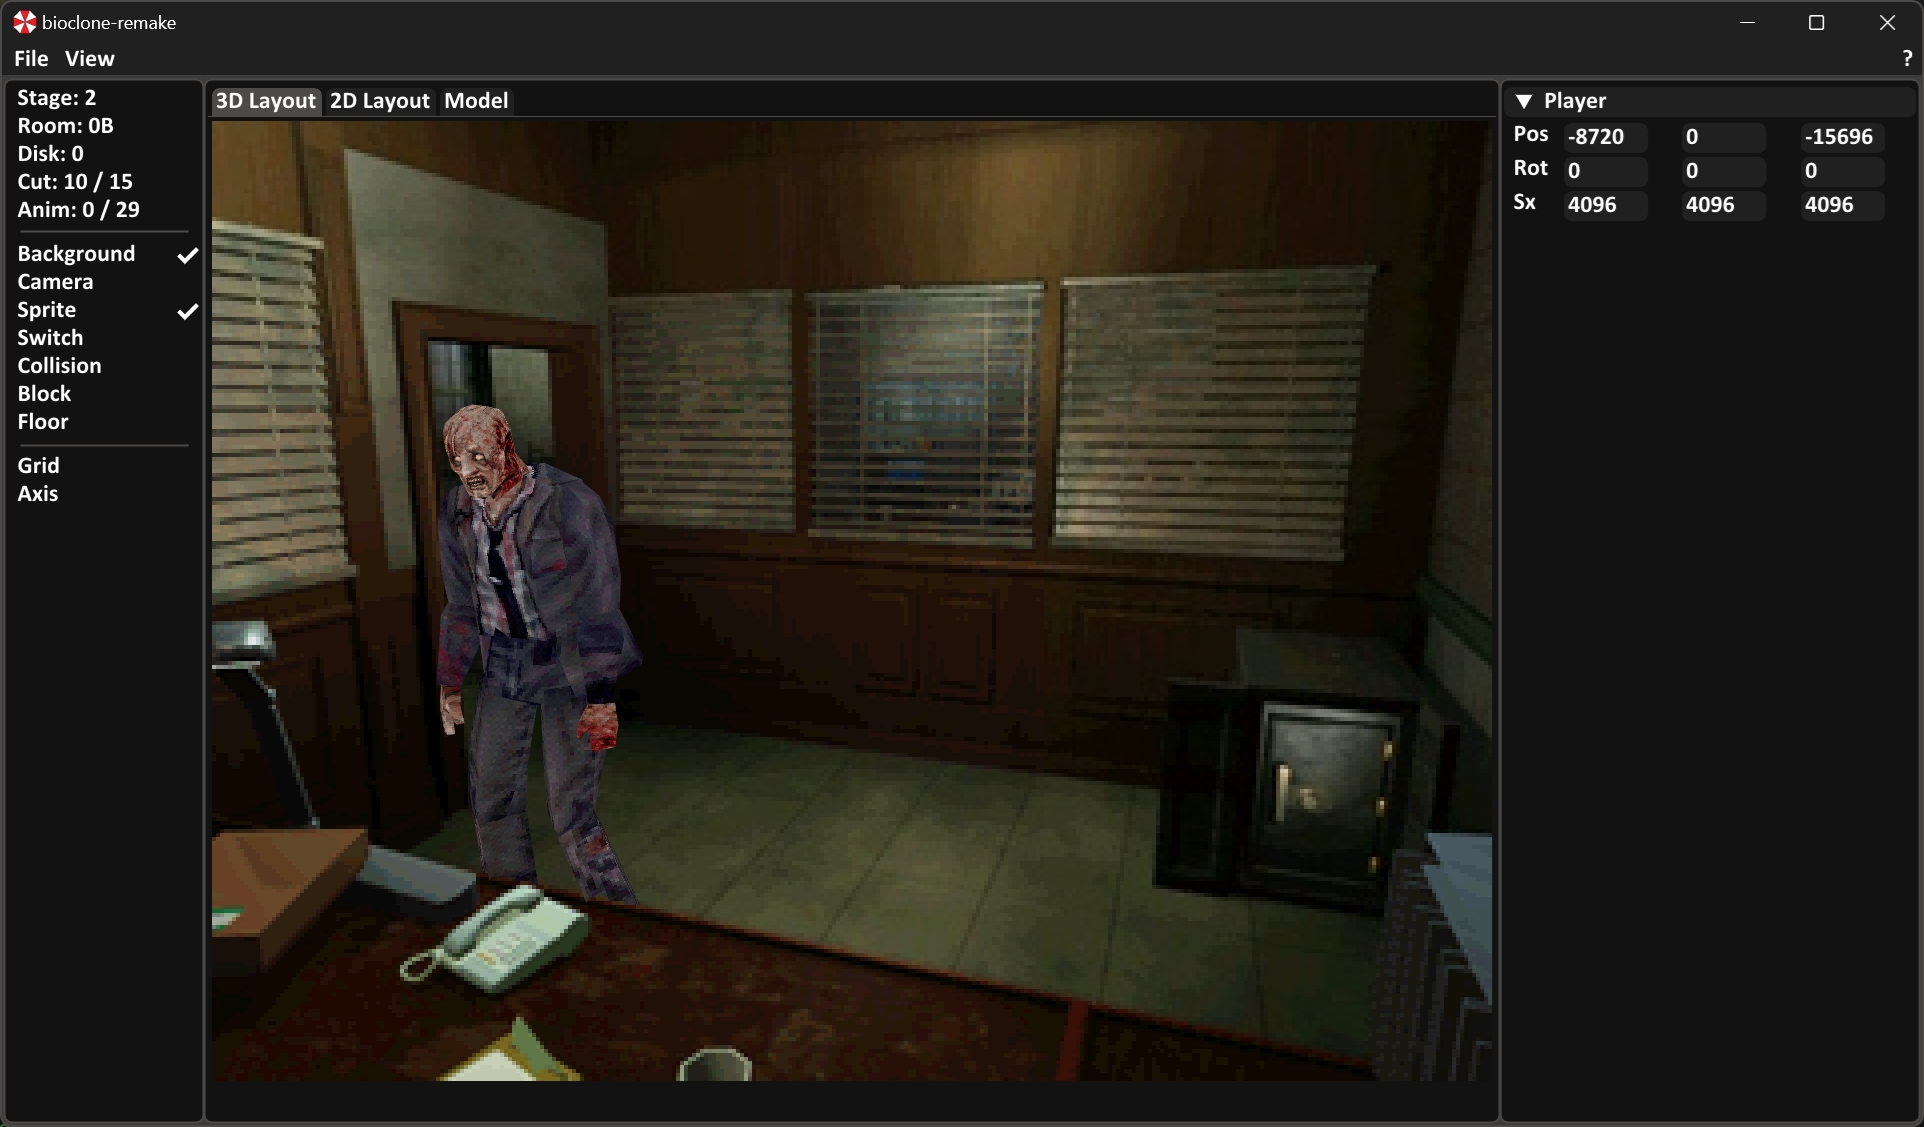 bioclone-remake
File View ?
Stage: 2
Room: 0B
Disk: 0
Cut: 10 / 15
Anim: 0 / 29
Background
Camera
Sprite
Switch
Collision
Block
Floor
Grid
Axis
3D Layout 2D Layout Model
Player
Pos -8720 0 -15696
Rot 0 0 0
Sx 4096 4096 4096